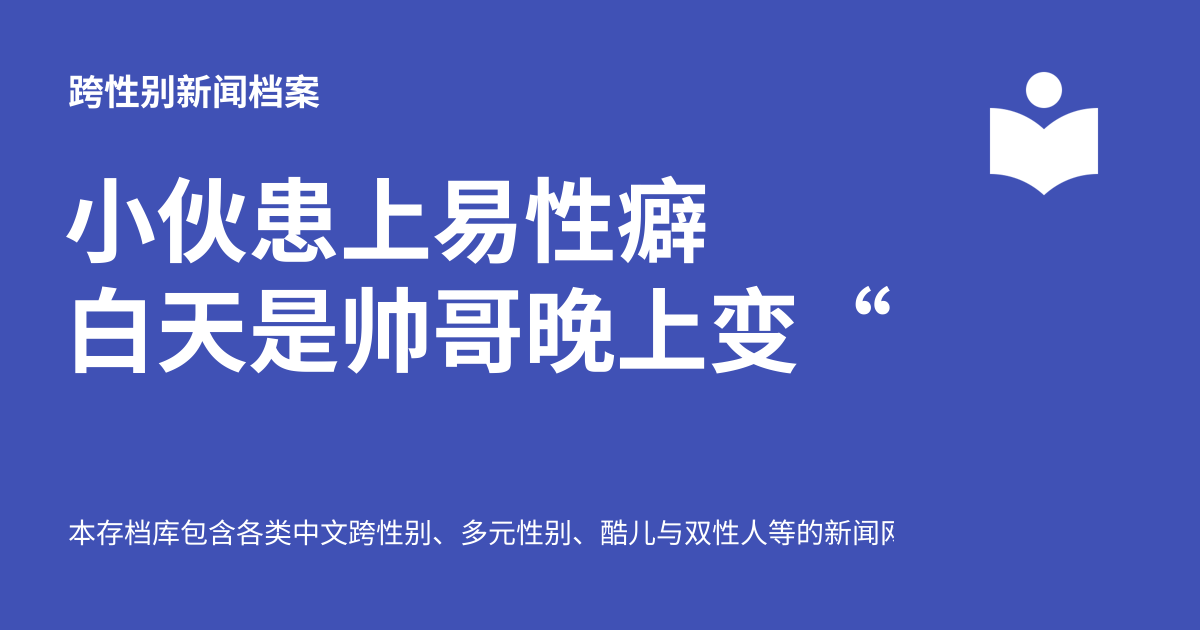 跨性别新闻档案
小伙患上易性癖
白天是帅哥晚上变 “
本存档库包含各类中文跨性别、多元性别、酷儿与双性人等的新闻